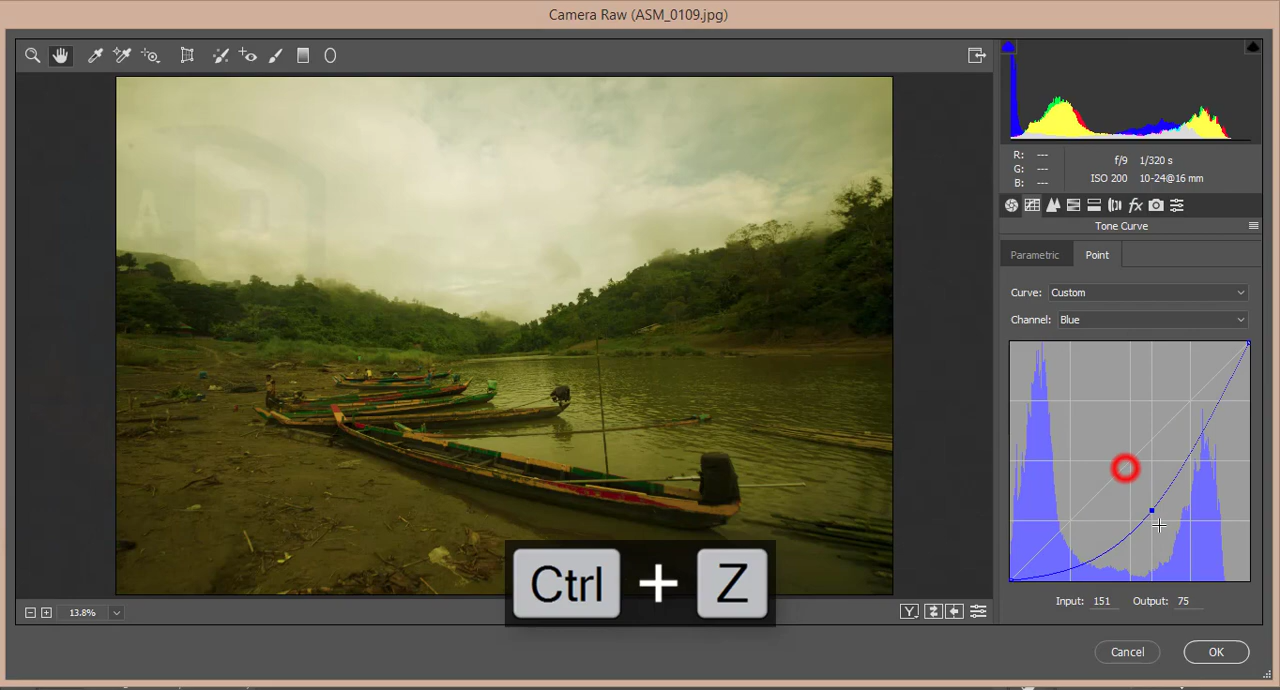 Camera Raw (ASM_0109.jpg)
R: ---
G: ---
B: ---
f/9 1/320 s
ISO 200 10-24@16 mm
fx
Tone Curve
Parametric Point
Curve: Custom
Channel: Blue
Input: 151 Output: 75
Ctrl + Z
13.8%
Y
Cancel OK